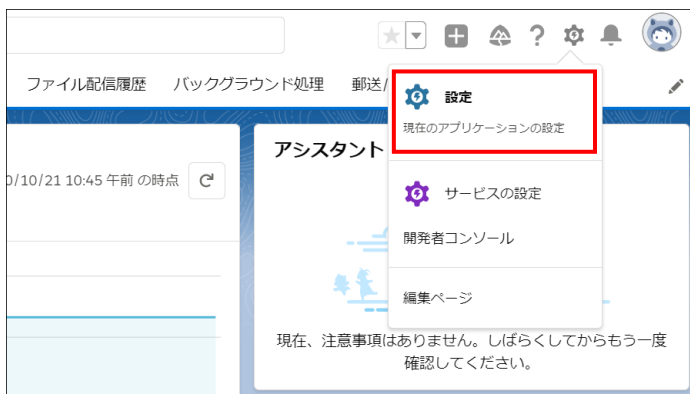 ファイル配信履歴 バックグラウンド処理 郵送/
設定
現在のアプリケーションの設定
アシスタント
0/10/21 10:45 午前 の時点
サービスの設定
開発者コンソール
編集ページ
現在、注意事項はありません。しばらくしてからもう一度
確認してください。